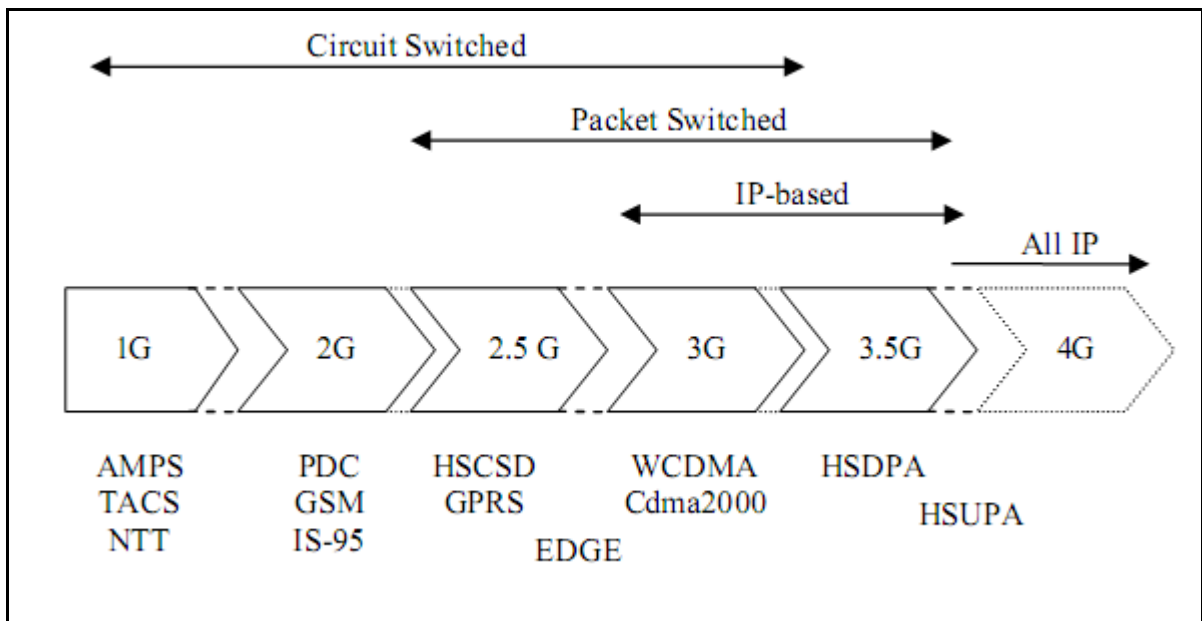 Circuit Switched
Packet Switched
IP-based
All IP
1G 2G 2.5 G 3G 3.5G 4G
AMPS PDC HSCSD WCDMA HSDPA
TACS GSM GPRS Cdma2000 HSUPA
NTT IS-95 EDGE